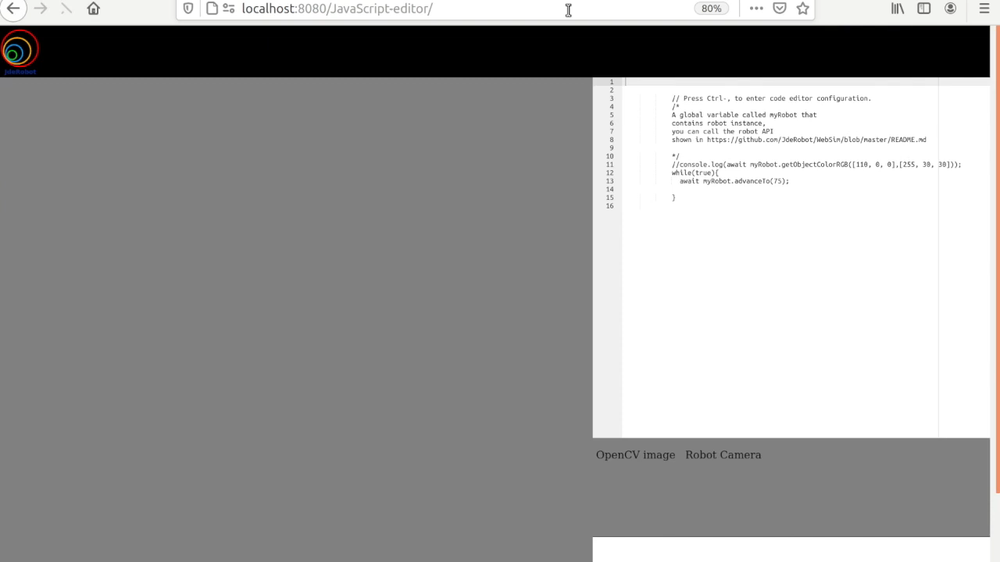 localhost:8080/JavaScript-editor/
80%
JdeRobot
1
2
3 // Press Ctrl-, to enter code editor configuration.
4 /*
5 A global variable called myRobot that
6 contains robot instance,
7 you can call the robot API
8 shown in https://github.com/JdeRobot/WebSim/blob/master/README.md
9
10 */
11 //console.log(await myRobot.getObjectColorRGB([110, 0, 0],[255, 30, 30]));
12 while(true){
13 await myRobot.advanceTo(75);
14
15 }
16
OpenCV image Robot Camera